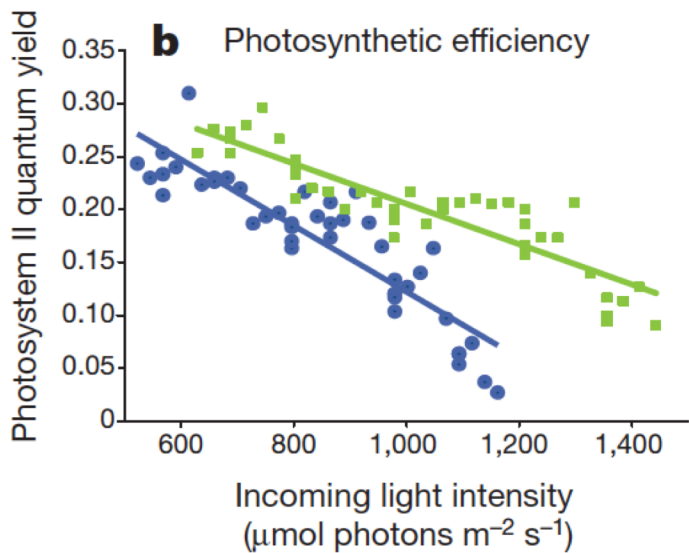 b Photosynthetic efficiency
Photosystem II quantum yield
0.35
0.30
0.25
0.20
0.15
0.10
0.05
0
600 800 1,000 1,200 1,400
Incoming light intensity
(μmol photons m⁻² s⁻¹)